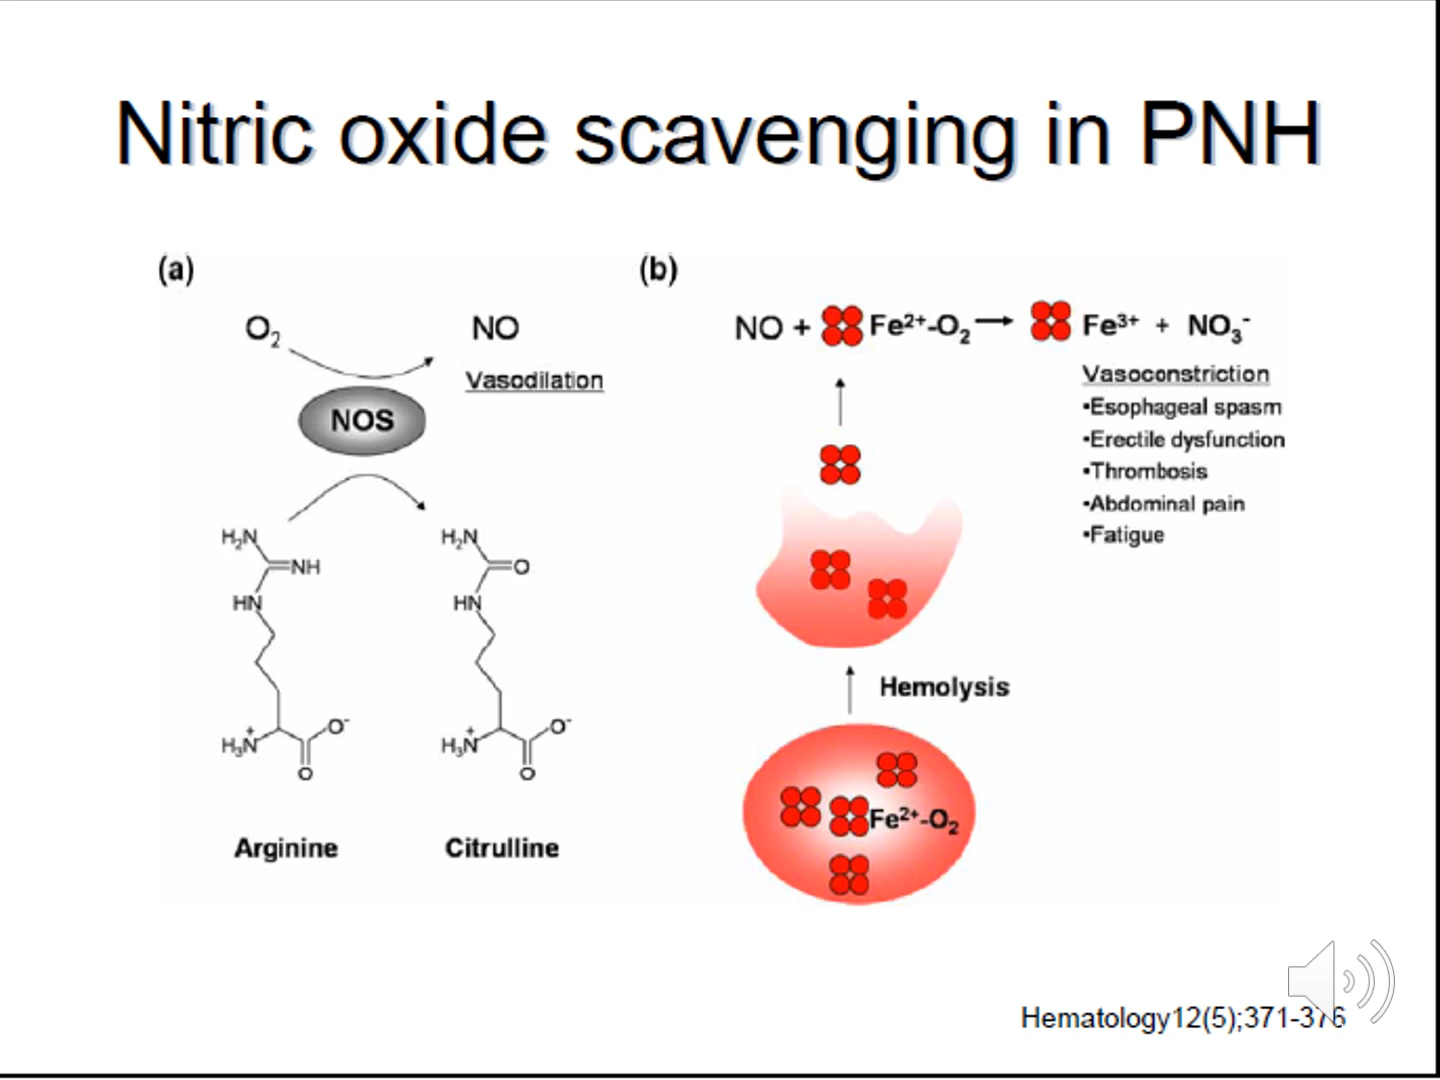 Nitric oxide scavenging in PNH
(a)
O2
NO
Vasodilation
NOS
H2N
NH
HN
H3N+
O-
O
Arginine
H2N
O
HN
H3N+
O-
O
Citrulline
(b)
NO + Fe2+-O2 → Fe3+ + NO3-
Vasoconstriction
•Esophageal spasm
•Erectile dysfunction
•Thrombosis
•Abdominal pain
•Fatigue
Hemolysis
Fe2+-O2
Hematology12(5);371-376